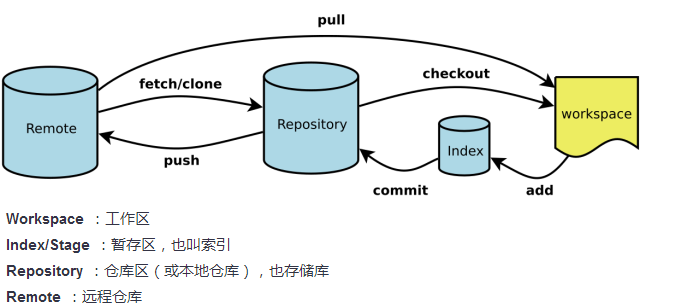 pull
fetch/clone
checkout
Remote
Repository
workspace
Index
push
commit
add
Workspace ：工作区
Index/Stage ：暂存区，也叫索引
Repository ：仓库区（或本地仓库），也存储库
Remote ：远程仓库